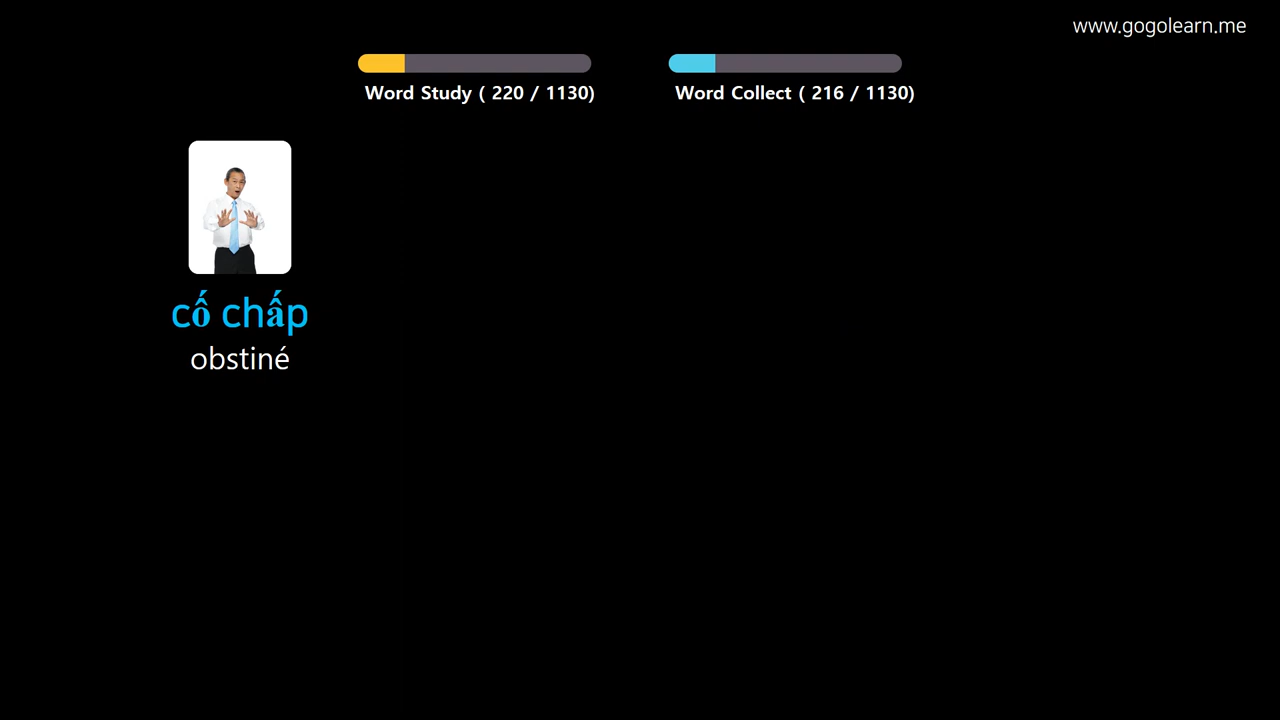 www.gogolearn.me
Word Study ( 220 / 1130)
Word Collect ( 216 / 1130)
cố chấp
obstiné